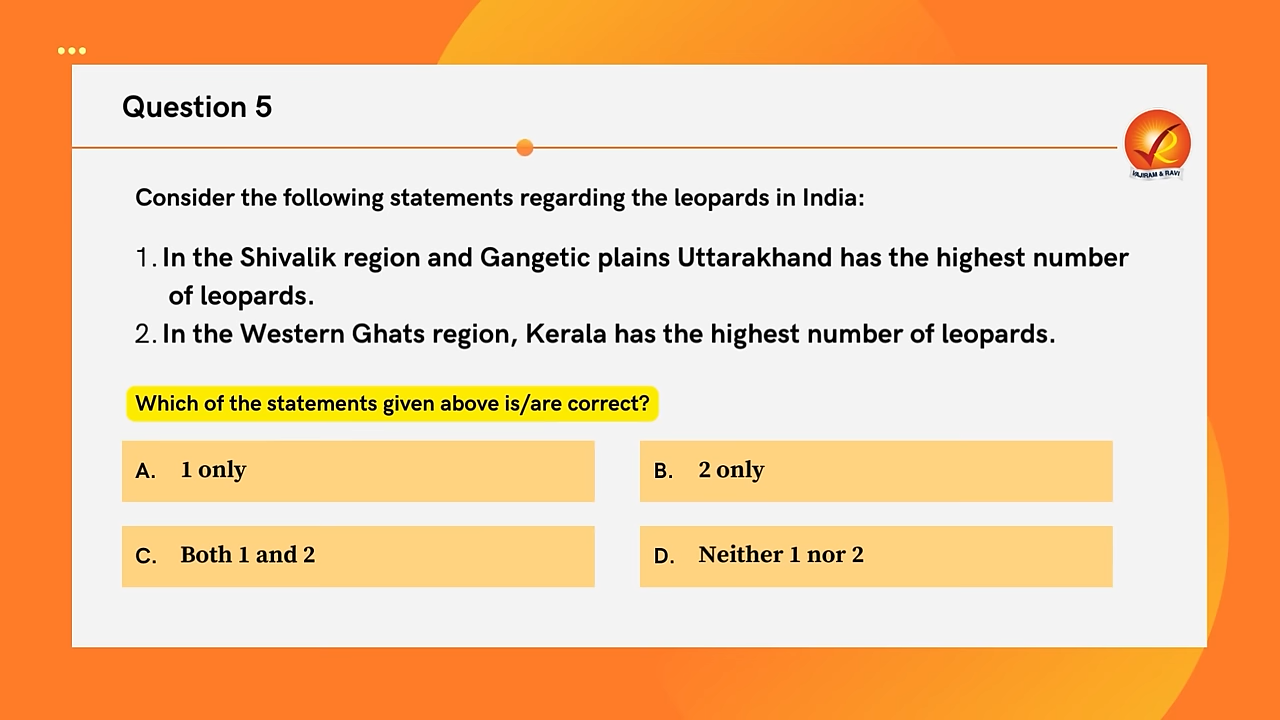 Question 5
VAJIRAM & RAVI
Consider the following statements regarding the leopards in India:
1. In the Shivalik region and Gangetic plains Uttarakhand has the highest number
of leopards.
2. In the Western Ghats region, Kerala has the highest number of leopards.
Which of the statements given above is/are correct?
A. 1 only
B. 2 only
C. Both 1 and 2
D. Neither 1 nor 2